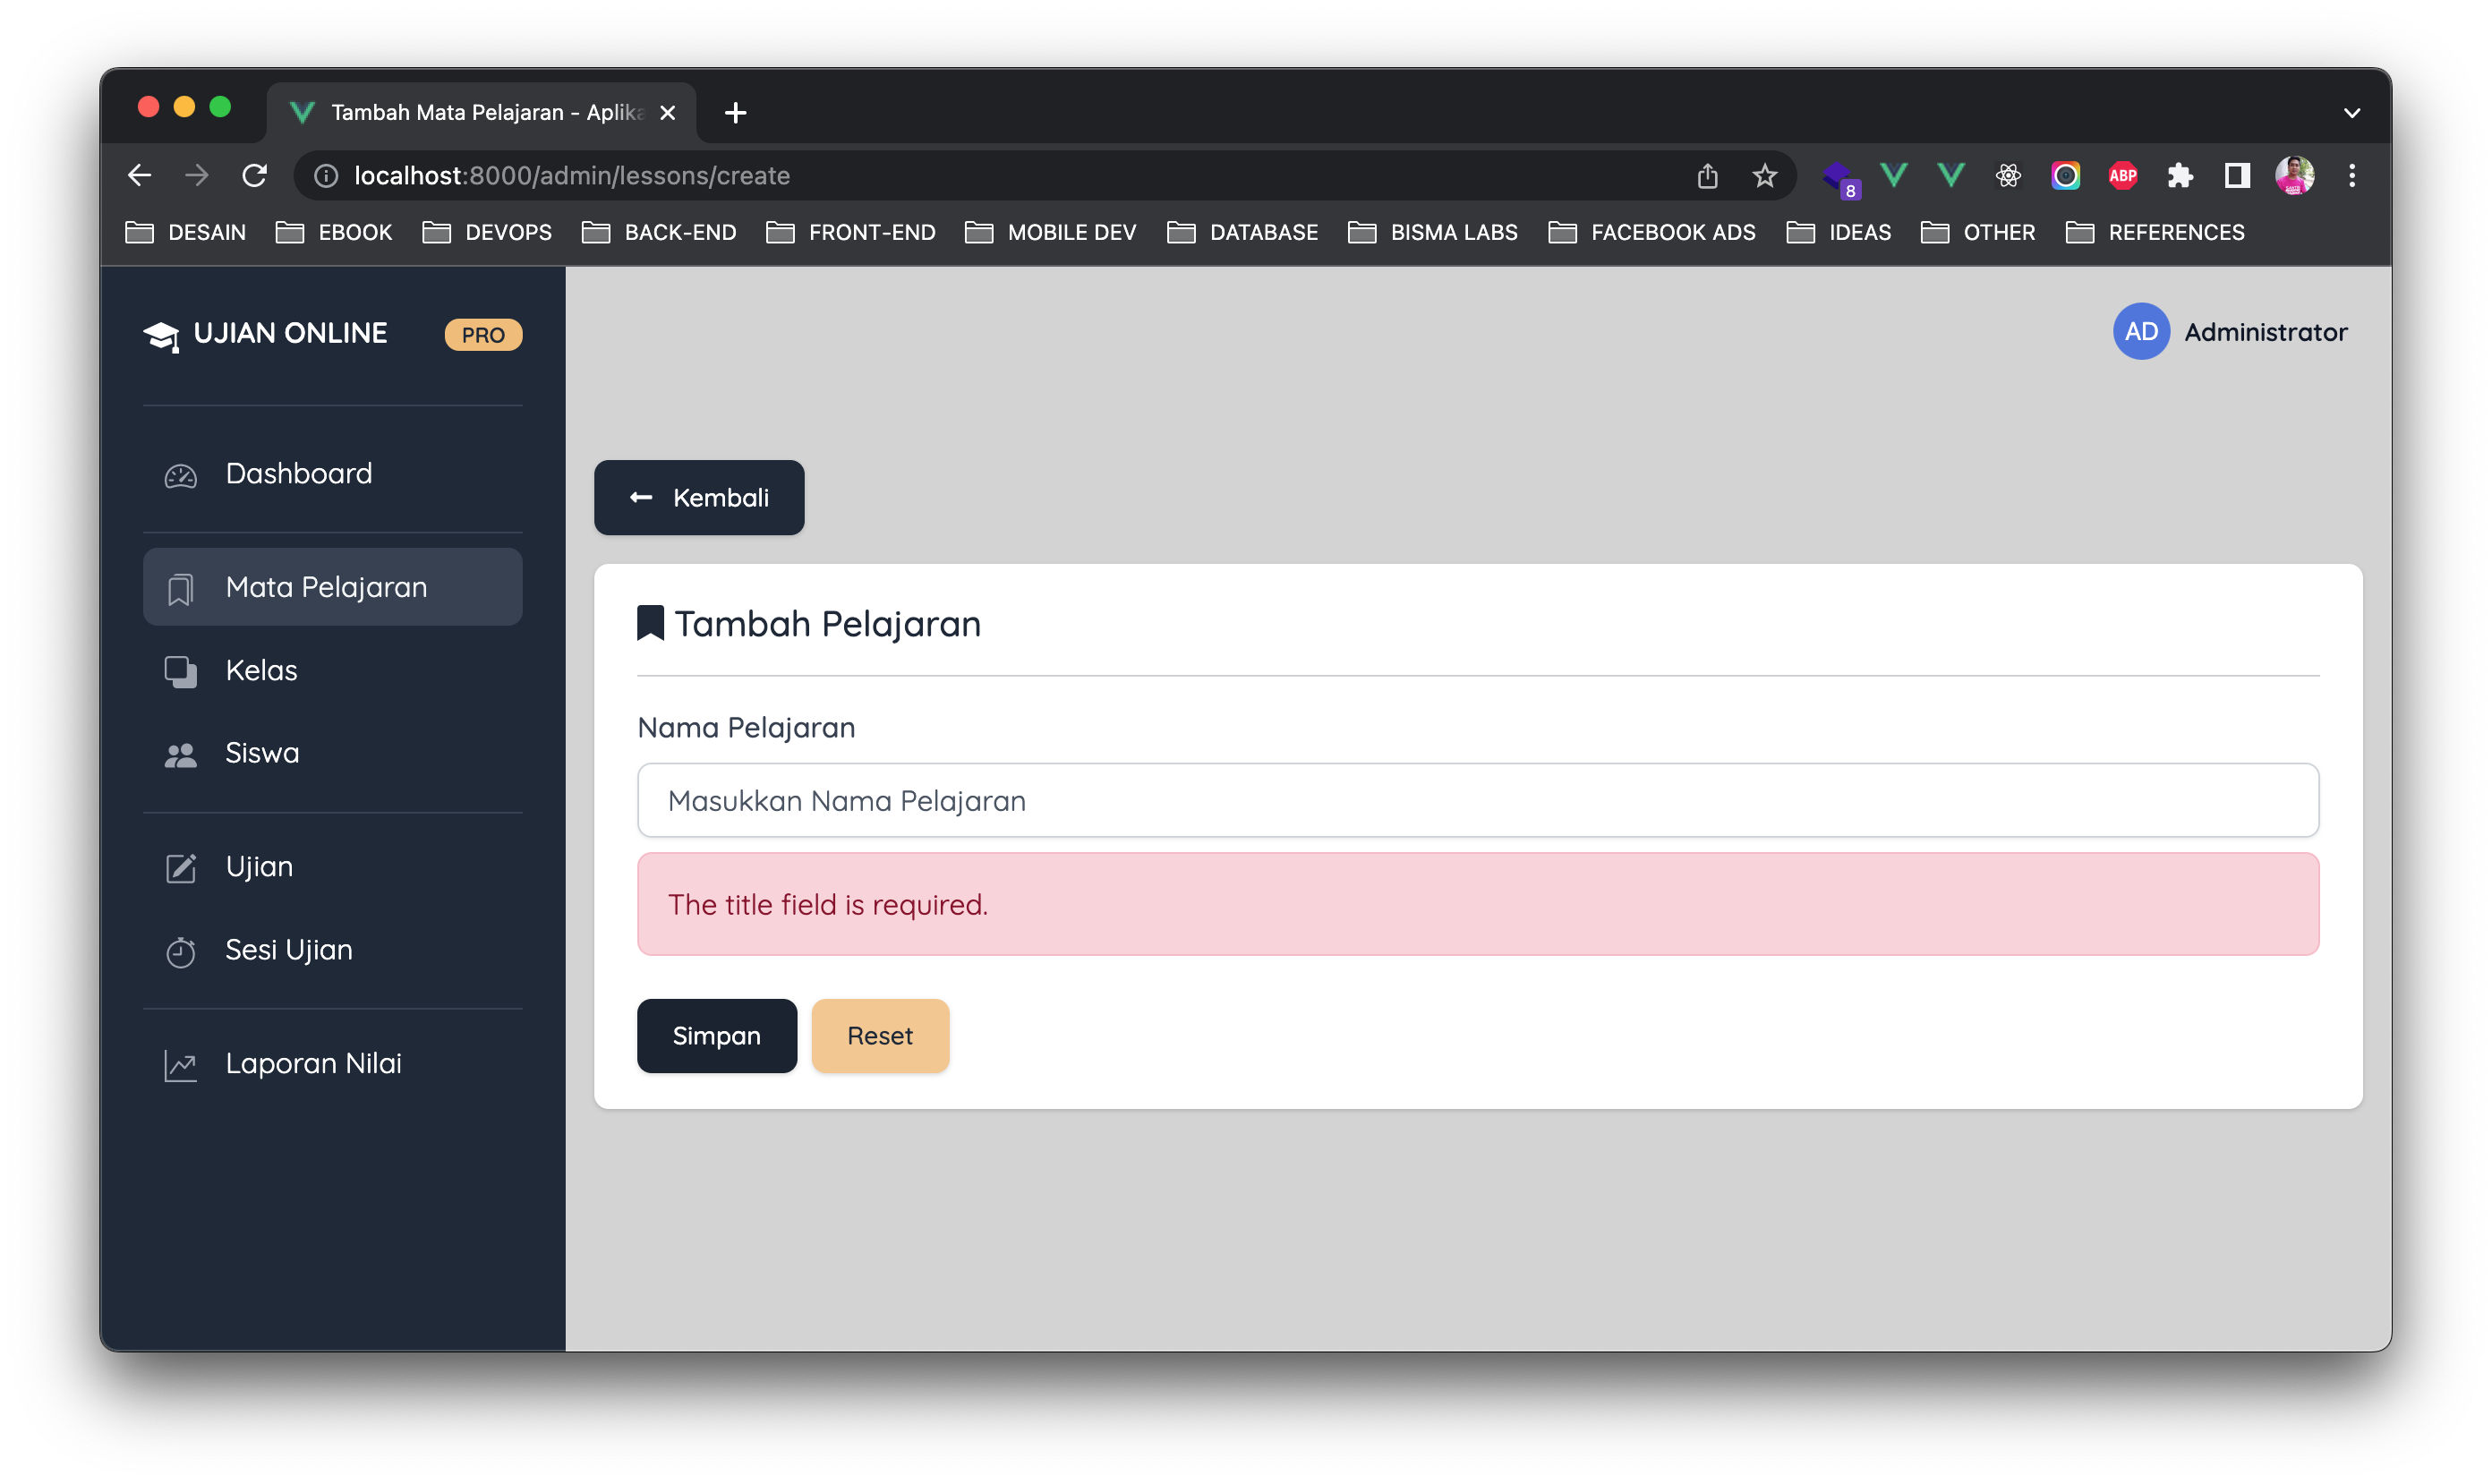 Tambah Mata Pelajaran - Aplika
localhost:8000/admin/lessons/create
8
ABP
DESAIN EBOOK DEVOPS BACK-END FRONT-END MOBILE DEV DATABASE BISMA LABS FACEBOOK ADS IDEAS OTHER REFERENCES
UJIAN ONLINE PRO
AD Administrator
Dashboard
Mata Pelajaran
Kelas
Siswa
Ujian
Sesi Ujian
Laporan Nilai
Kembali
Tambah Pelajaran
Nama Pelajaran
Masukkan Nama Pelajaran
The title field is required.
Simpan Reset